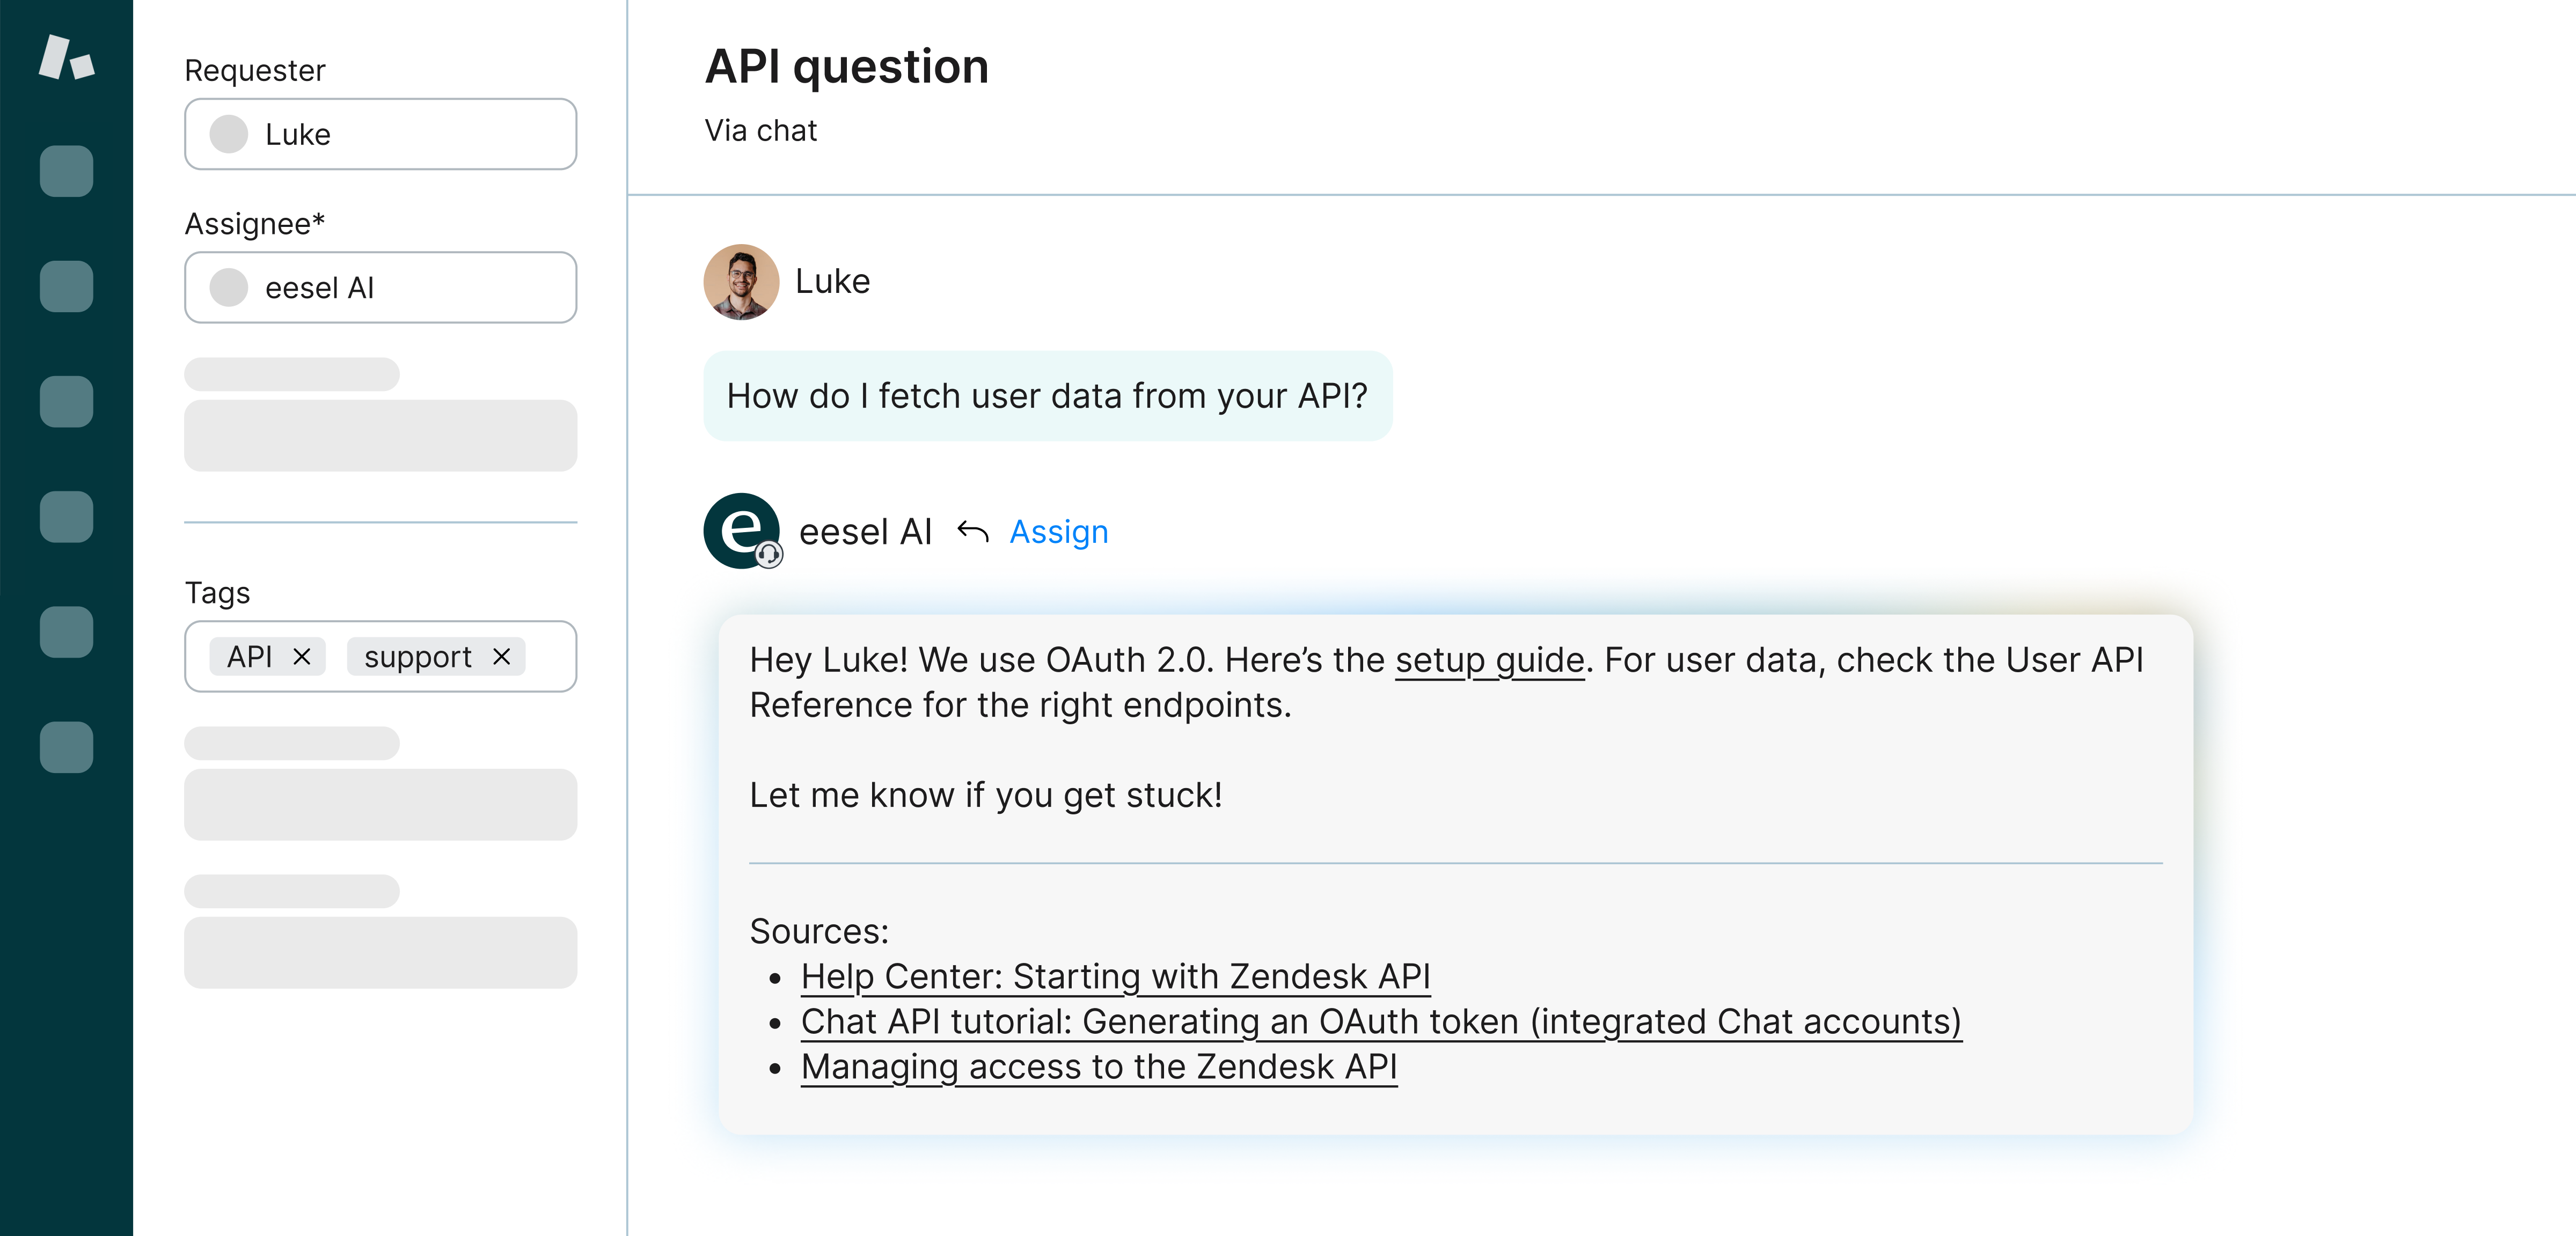 Requester
Luke
Assignee*
eesel AI
Tags
API support
API question
Via chat
Luke
How do I fetch user data from your API?
e
eesel AI Assign
Hey Luke! We use OAuth 2.0. Here’s the setup guide. For user data, check the User API
Reference for the right endpoints.
Let me know if you get stuck!
Sources:
• Help Center: Starting with Zendesk API
• Chat API tutorial: Generating an OAuth token (integrated Chat accounts)
• Managing access to the Zendesk API